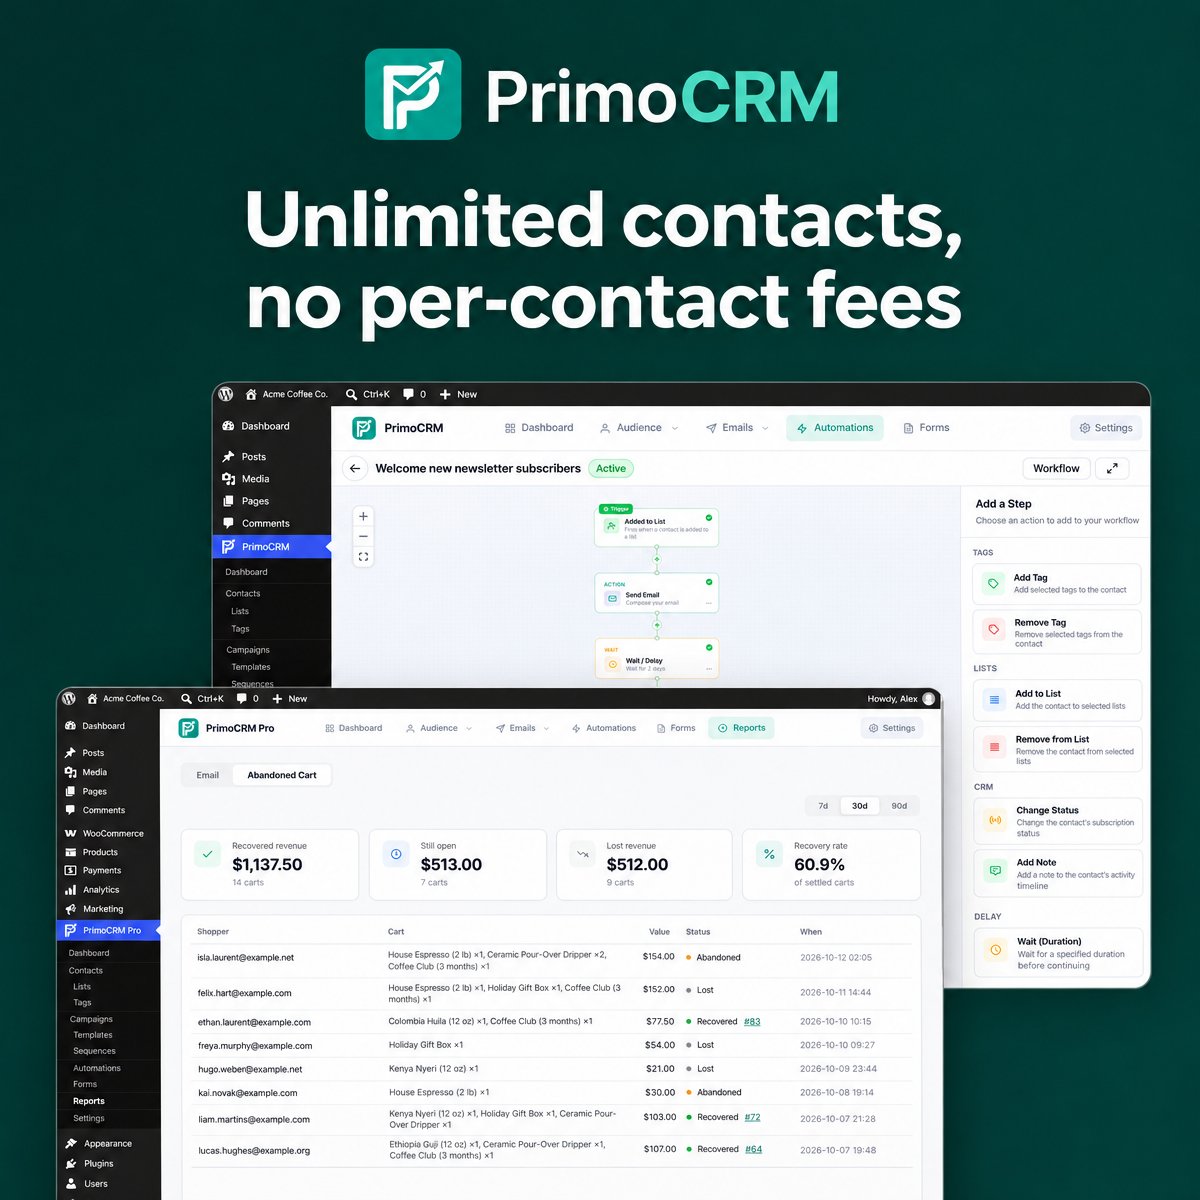 PrimoCRM
Unlimited contacts,
no per-contact fees
Acme Coffee Co. Ctrl+K 0 New
Dashboard
Posts
Media
Pages
Comments
PrimoCRM
Dashboard
Contacts
Lists
Tags
Campaigns
Templates
Sequences
PrimoCRM Dashboard Audience Emails Automations Forms Settings
Welcome new newsletter subscribers Active Workflow
Trigger
Added to List
Fires when a contact is added to
a list
ACTION
Send Email
Compose your email
WAIT
Wait / Delay
Wait for 2 days
Add a Step
Choose an action to add to your workflow
TAGS
Add Tag
Add selected tags to the contact
Remove Tag
Remove selected tags from the
contact
LISTS
Add to List
Add the contact to selected lists
Remove from List
Remove the contact from selected
lists
CRM
Change Status
Change the contact's subscription
status
Add Note
Add a note to the contact's activity
timeline
DELAY
Wait (Duration)
Wait for a specified duration
before continuing
Acme Coffee Co. Ctrl+K 0 New Howdy, Alex
Dashboard
Posts
Media
Pages
Comments
WooCommerce
Products
Payments
Analytics
Marketing
PrimoCRM Pro
Dashboard
Contacts
Lists
Tags
Campaigns
Templates
Sequences
Automations
Forms
Reports
Settings
Appearance
Plugins
Users
PrimoCRM Pro Dashboard Audience Emails Automations Forms Reports Settings
Email Abandoned Cart
7d 30d 90d
Recovered revenue
$1,137.50
14 carts
Still open
$513.00
7 carts
Lost revenue
$512.00
9 carts
Recovery rate
60.9%
of settled carts
Shopper Cart Value Status When
isla.laurent@example.net House Espresso (2 lb) ×1, Ceramic Pour-Over Dripper ×2, $154.00 Abandoned 2026-10-12 02:05
Coffee Club (3 months) ×1
felix.hart@example.com House Espresso (2 lb) ×1, Holiday Gift Box ×1, Coffee Club (3 $152.00 Lost 2026-10-11 14:44
months) ×1
ethan.laurent@example.com Colombia Huila (12 oz) ×1, Coffee Club (3 months) ×1 $77.50 Recovered #83 2026-10-10 10:15
freya.murphy@example.com Holiday Gift Box ×1 $54.00 Lost 2026-10-10 09:27
hugo.weber@example.net Kenya Nyeri (12 oz) ×1 $21.00 Lost 2026-10-09 23:44
kai.novak@example.com House Espresso (2 lb) ×1 $30.00 Abandoned 2026-10-08 19:14
liam.martins@example.com Kenya Nyeri (12 oz) ×1, Holiday Gift Box ×1, Ceramic Pour- $103.00 Recovered #72 2026-10-07 21:28
Over Dripper ×1
lucas.hughes@example.org Ethiopia Guji (12 oz) ×1, Ceramic Pour-Over Dripper ×1, $107.00 Recovered #64 2026-10-07 19:48
Coffee Club (3 months) ×1